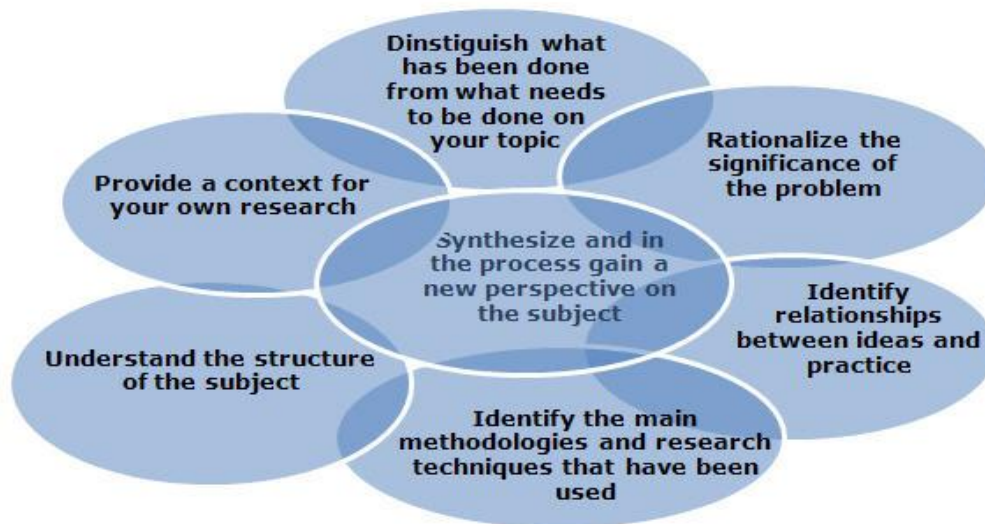 Dinstiguish what
has been done
from what needs
to be done on
your topic
Rationalize the
significance of
the problem
Provide a context for
your own research
Synthesize and in
the process gain a
new perspective on
the subject
Identify
relationships
between ideas and
practice
Understand the structure
of the subject
Identify the main
methodologies and research
techniques that have been
used